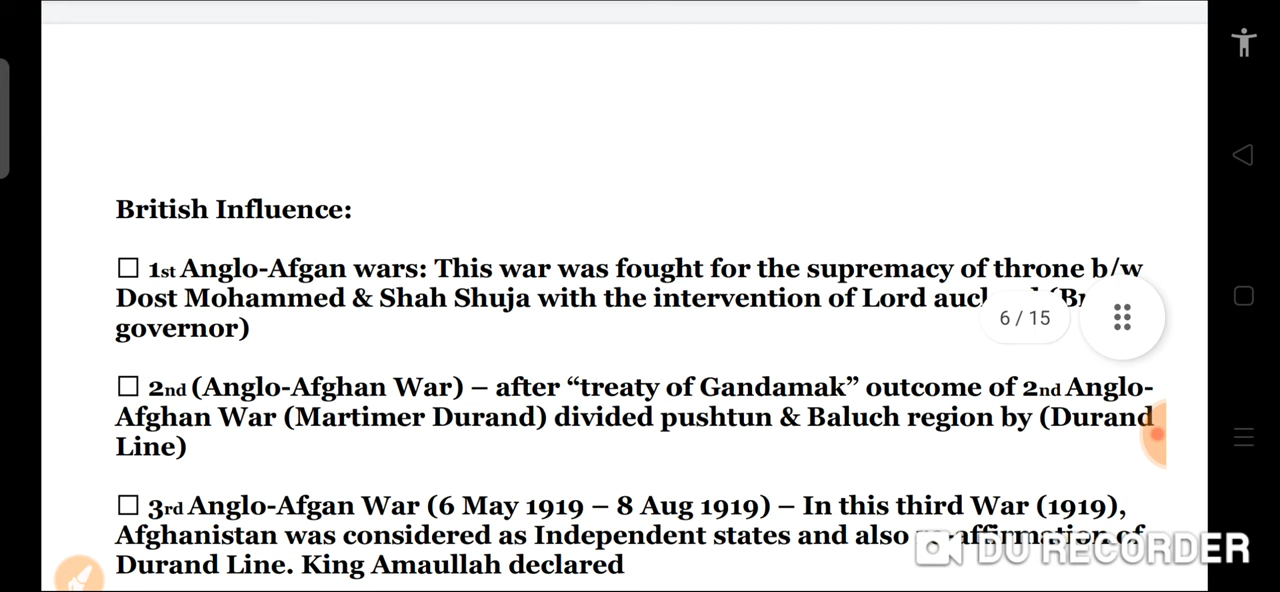 British Influence:
☐ 1st Anglo-Afgan wars: This war was fought for the supremacy of throne b/w
Dost Mohammed & Shah Shuja with the intervention of Lord
governor)
6 / 15
☐ 2nd (Anglo-Afghan War) – after “treaty of Gandamak” outcome of 2nd Anglo-
Afghan War (Martimer Durand) divided pushtun & Baluch region by (Durand
Line)
☐ 3rd Anglo-Afgan War (6 May 1919 – 8 Aug 1919) – In this third War (1919),
Afghanistan was considered as Independent states and also
Durand Line. King Amaullah declared
DU RECORDER